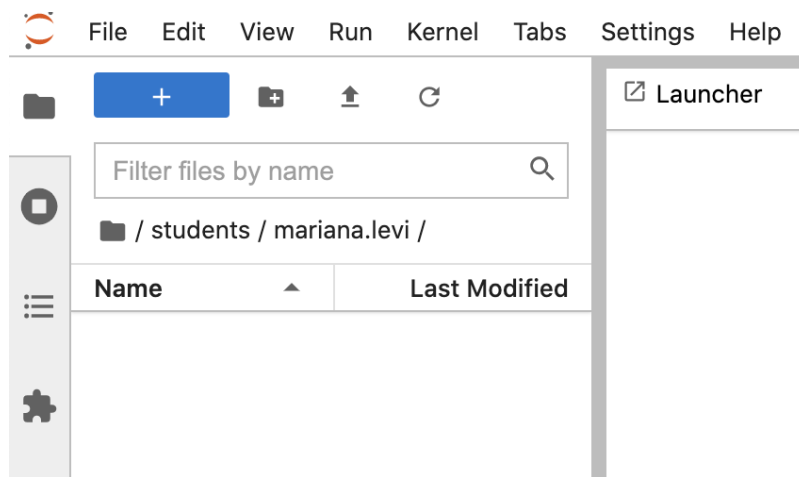 File Edit View Run Kernel Tabs Settings Help
Launcher
Filter files by name
/ students / mariana.levi /
Name Last Modified